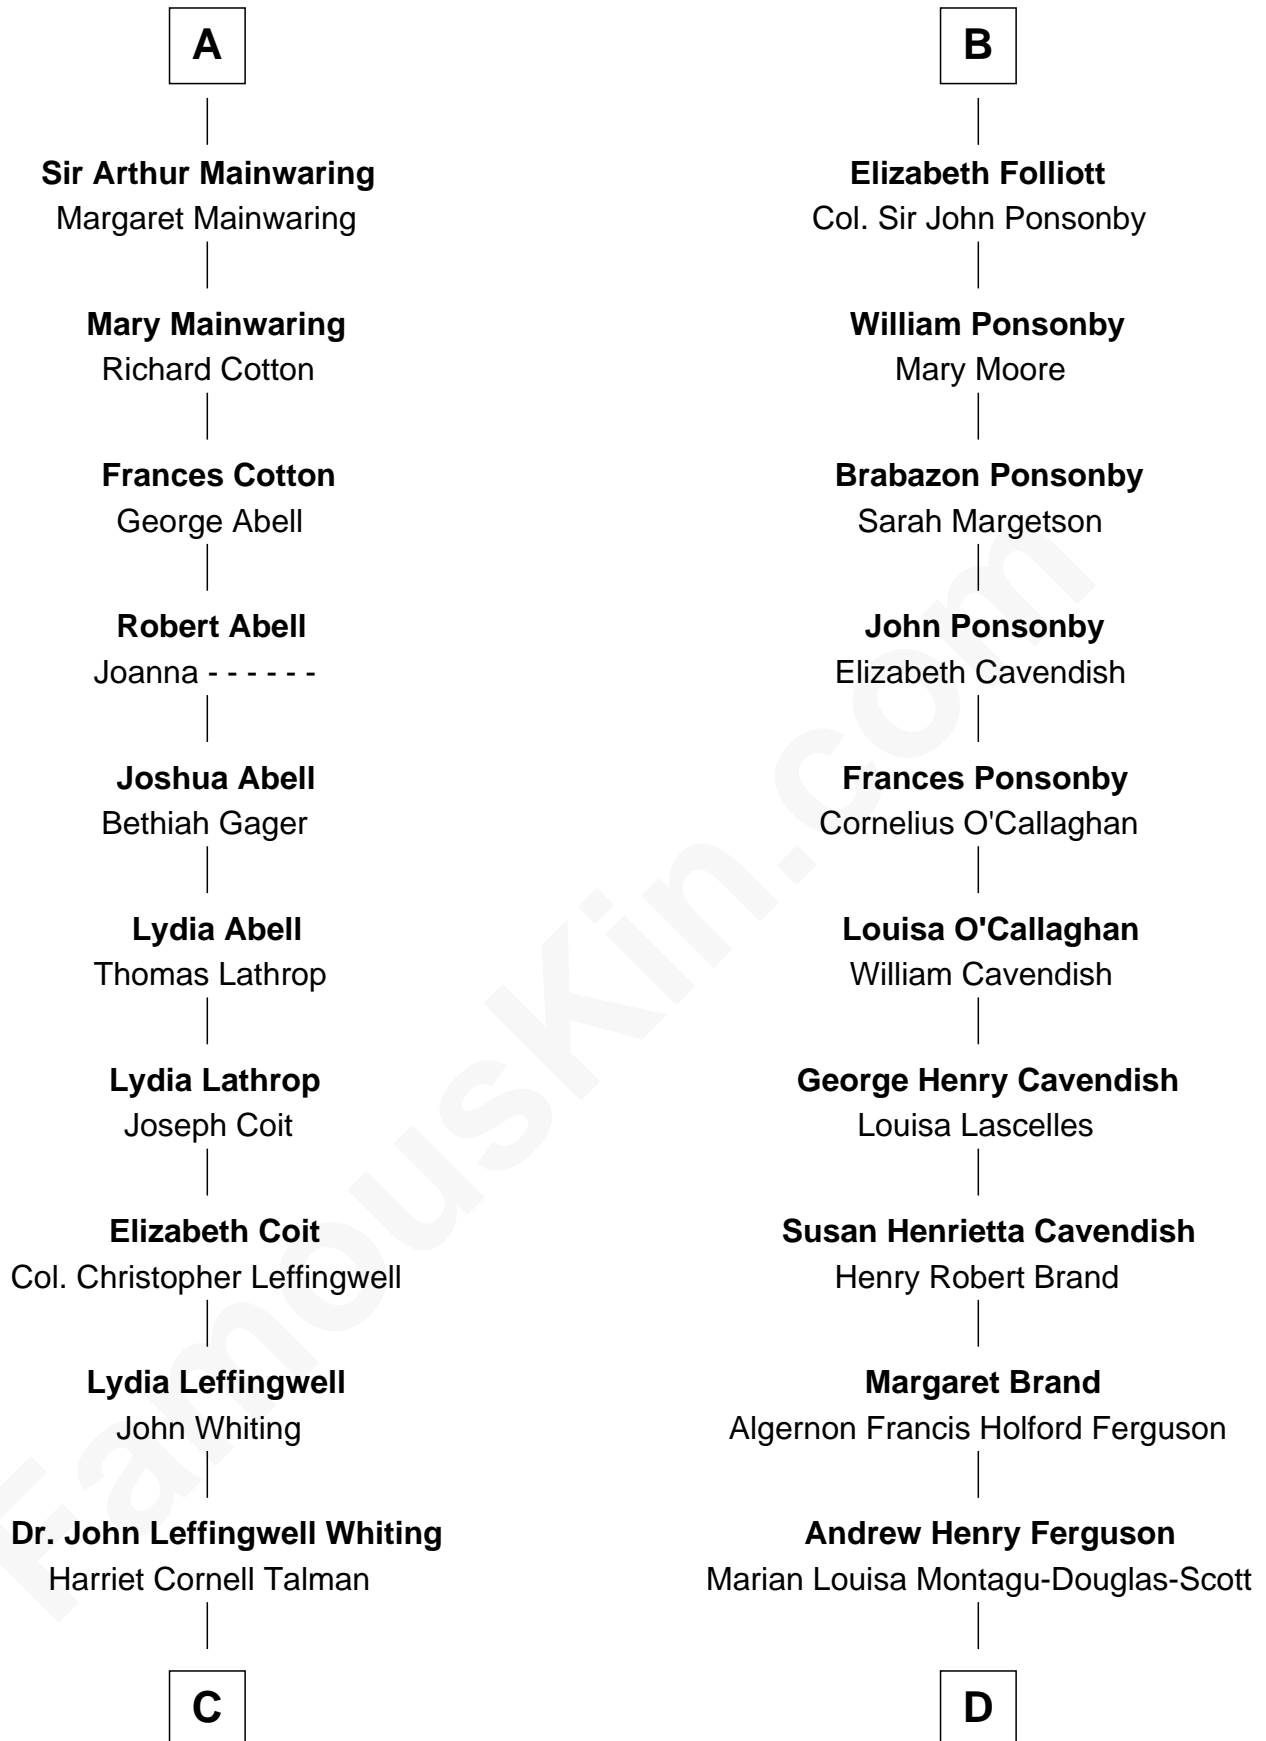 A
Sir Arthur Mainwaring
Margaret Mainwaring
Mary Mainwaring
Richard Cotton
Frances Cotton
George Abell
Robert Abell
Joanna - - - - - -
Joshua Abell
Bethiah Gager
Lydia Abell
Thomas Lathrop
Lydia Lathrop
Joseph Coit
Elizabeth Coit
Col. Christopher Leffingwell
Lydia Leffingwell
John Whiting
Dr. John Leffingwell Whiting
Harriet Cornell Talman
C
B
Elizabeth Folliott
Col. Sir John Ponsonby
William Ponsonby
Mary Moore
Brabazon Ponsonby
Sarah Margetson
John Ponsonby
Elizabeth Cavendish
Frances Ponsonby
Cornelius O'Callaghan
Louisa O'Callaghan
William Cavendish
George Henry Cavendish
Louisa Lascelles
Susan Henrietta Cavendish
Henry Robert Brand
Margaret Brand
Algernon Francis Holford Ferguson
Andrew Henry Ferguson
Marian Louisa Montagu-Douglas-Scott
D
FamousKin.com